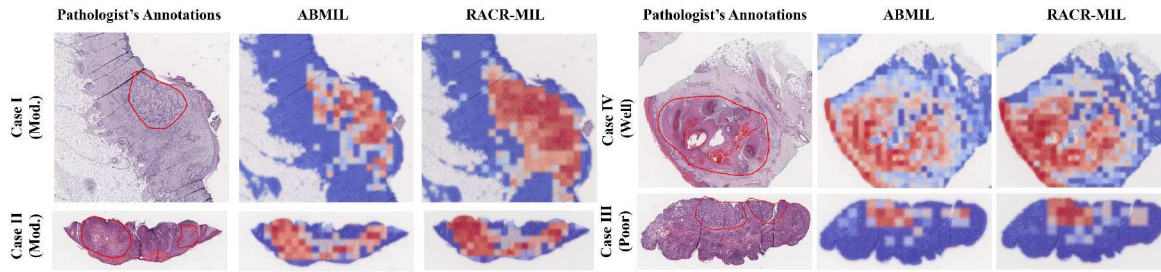 Pathologist's Annotations ABMIL RACR-MIL Pathologist's Annotations ABMIL RACR-MIL
Case I
(Mod.)
Case IV
(Well)
Case II
(Mod.)
Case III
(Poor)